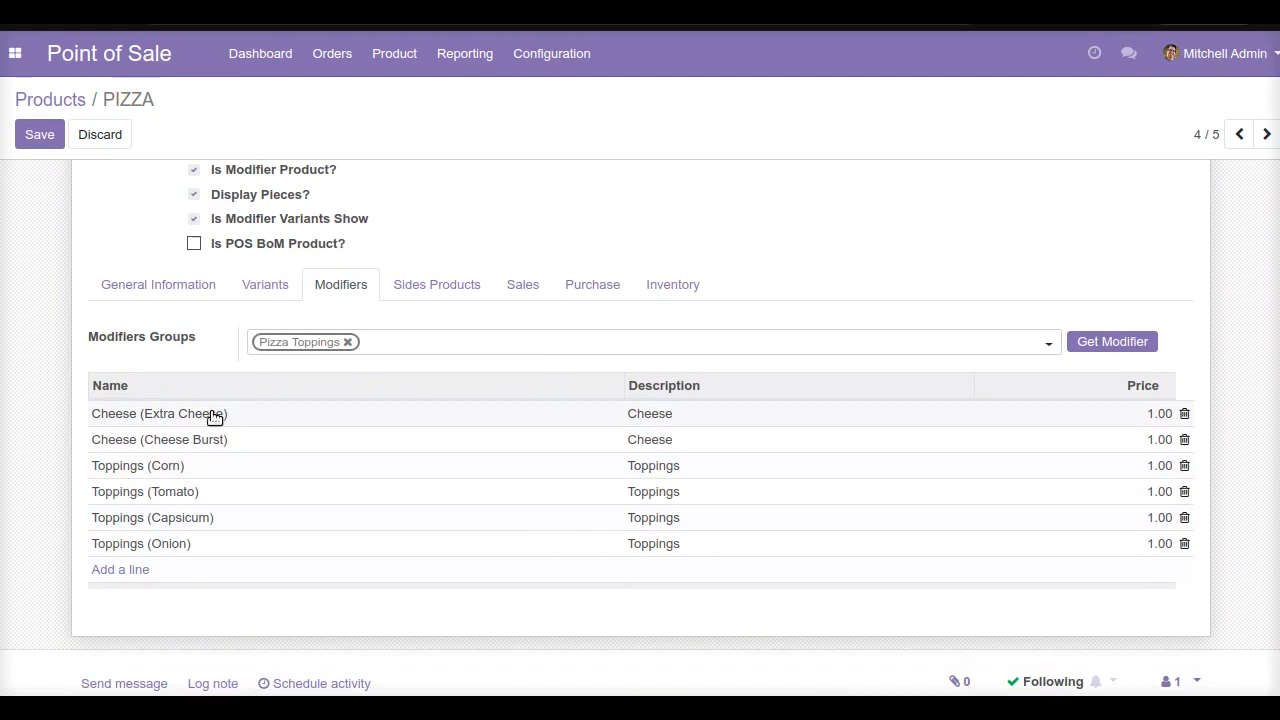 Point of Sale Dashboard Orders Product Reporting Configuration Mitchell Admin
Products / PIZZA
Save Discard 4 / 5
Is Modifier Product?
Display Pieces?
Is Modifier Variants Show
Is POS BoM Product?
General Information Variants Modifiers Sides Products Sales Purchase Inventory
Modifiers Groups Pizza Toppings Get Modifier
Name Description Price
Cheese (Extra Cheese) Cheese 1.00
Cheese (Cheese Burst) Cheese 1.00
Toppings (Corn) Toppings 1.00
Toppings (Tomato) Toppings 1.00
Toppings (Capsicum) Toppings 1.00
Toppings (Onion) Toppings 1.00
Add a line
Send message Log note Schedule activity 0 Following 1